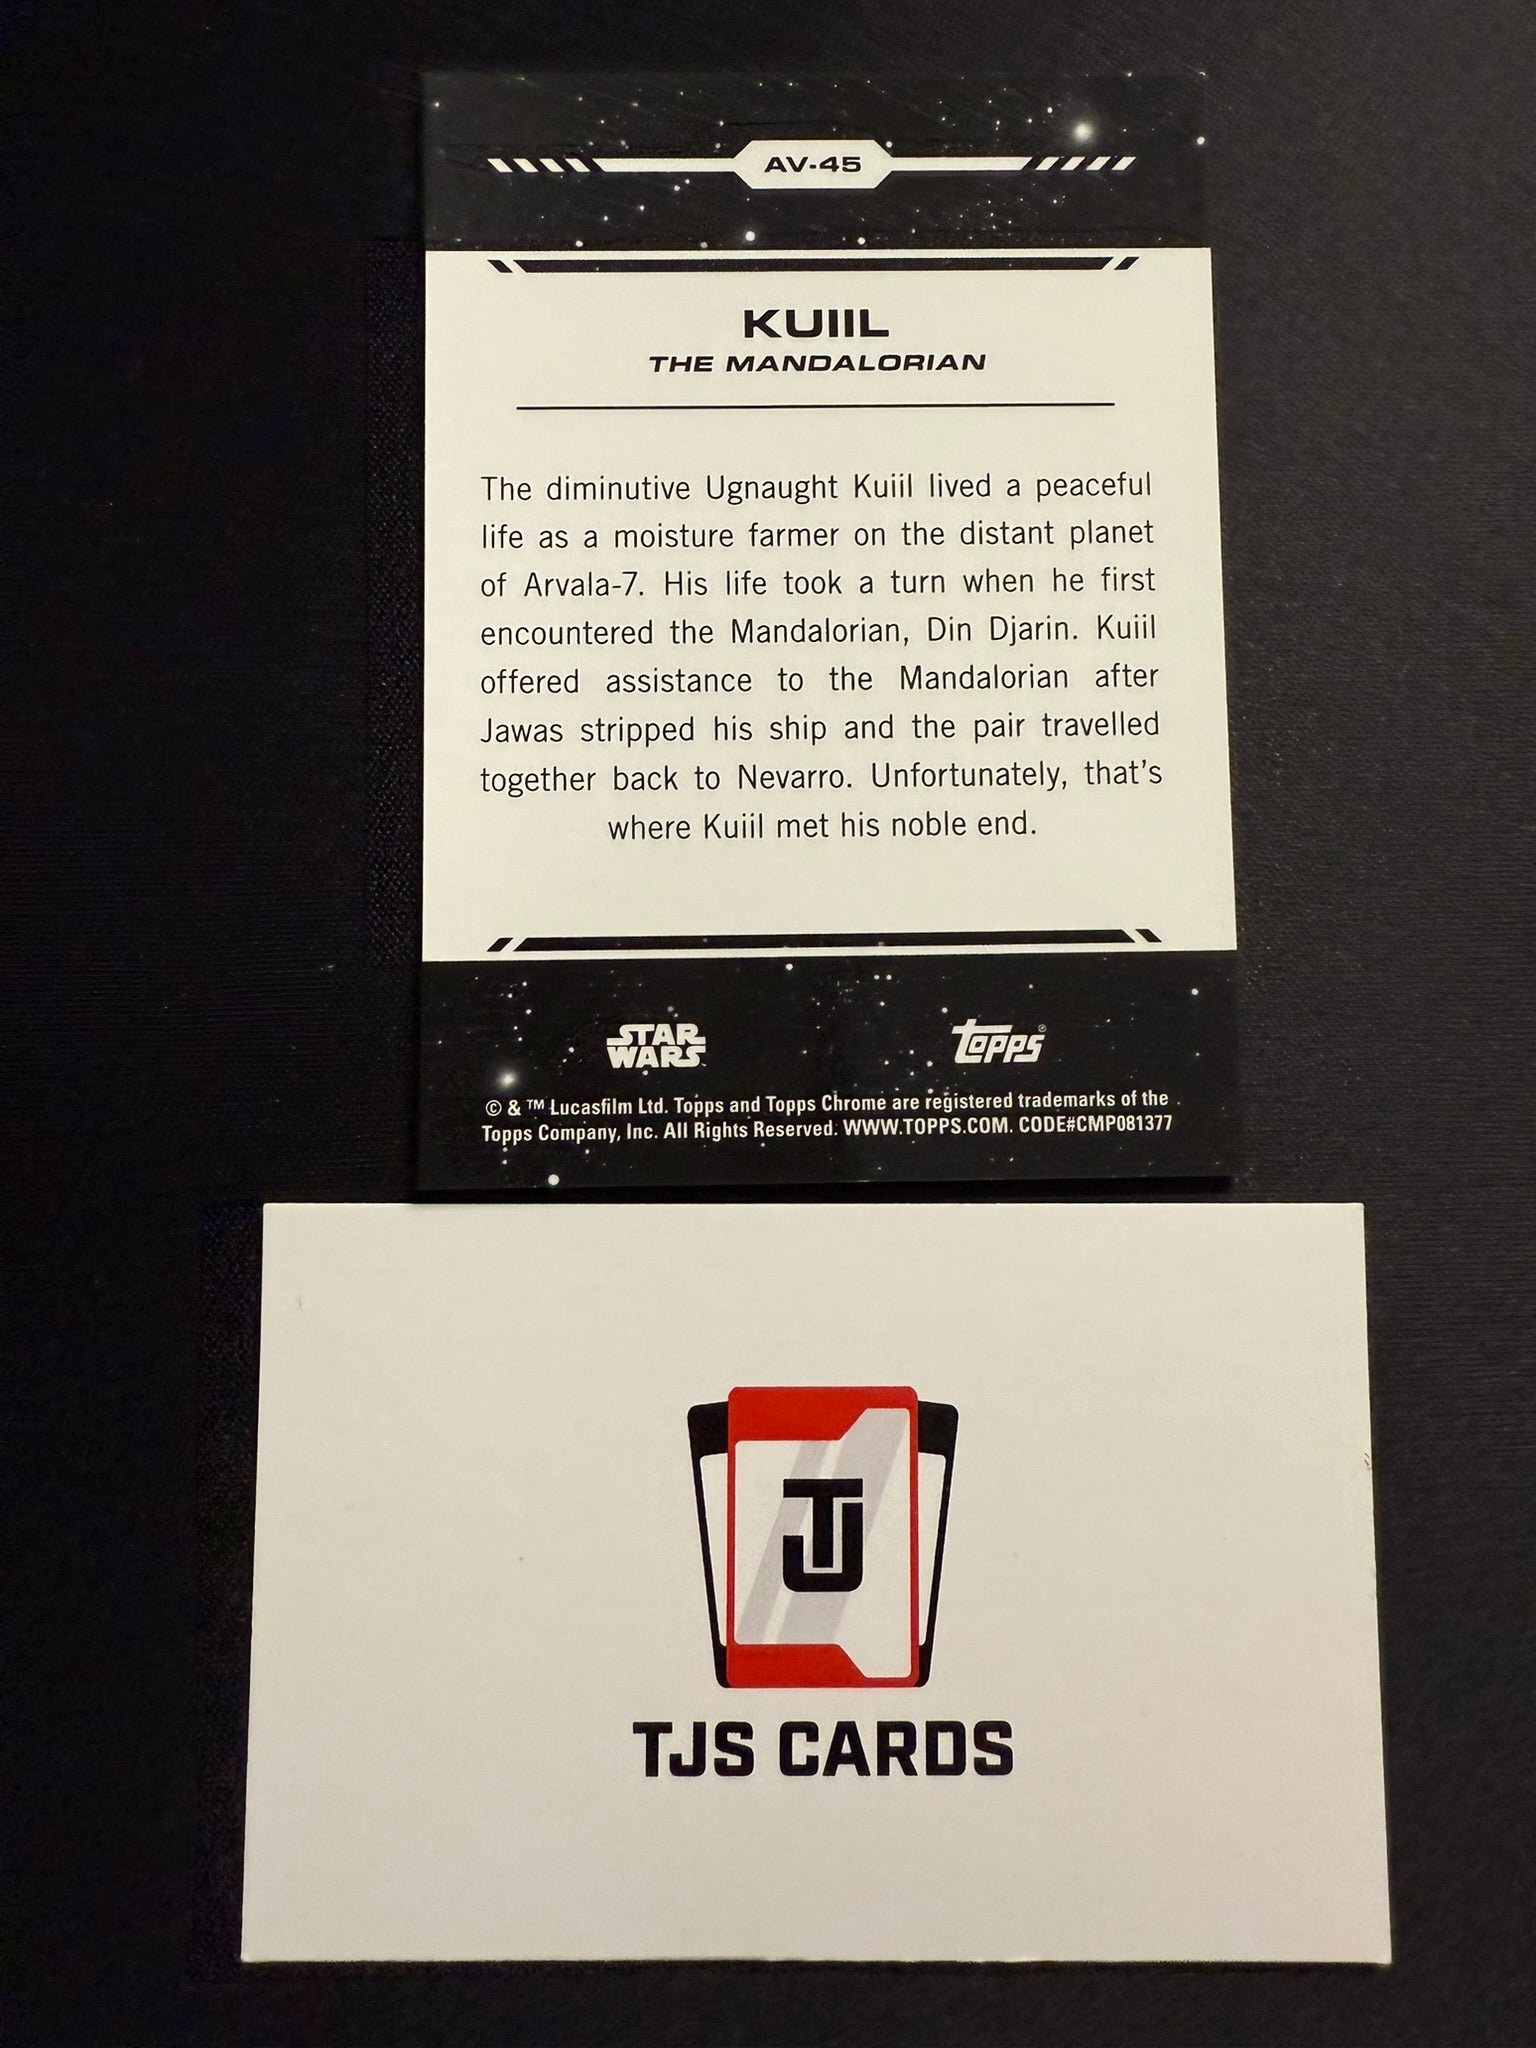 AV-45
KUIIL
THE MANDALORIAN
The diminutive Ugnaught Kuiil lived a peaceful
life as a moisture farmer on the distant planet
of Arvala-7. His life took a turn when he first
encountered the Mandalorian, Din Djarin. Kuiil
offered assistance to the Mandalorian after
Jawas stripped his ship and the pair travelled
together back to Nevarro. Unfortunately, that's
where Kuiil met his noble end.
STAR
WARS
TOPPS®
© & ™ Lucasfilm Ltd. Topps and Topps Chrome are registered trademarks of the
Topps Company, Inc. All Rights Reserved. WWW.TOPPS.COM. CODE#CMP081377
TJ
TJS CARDS